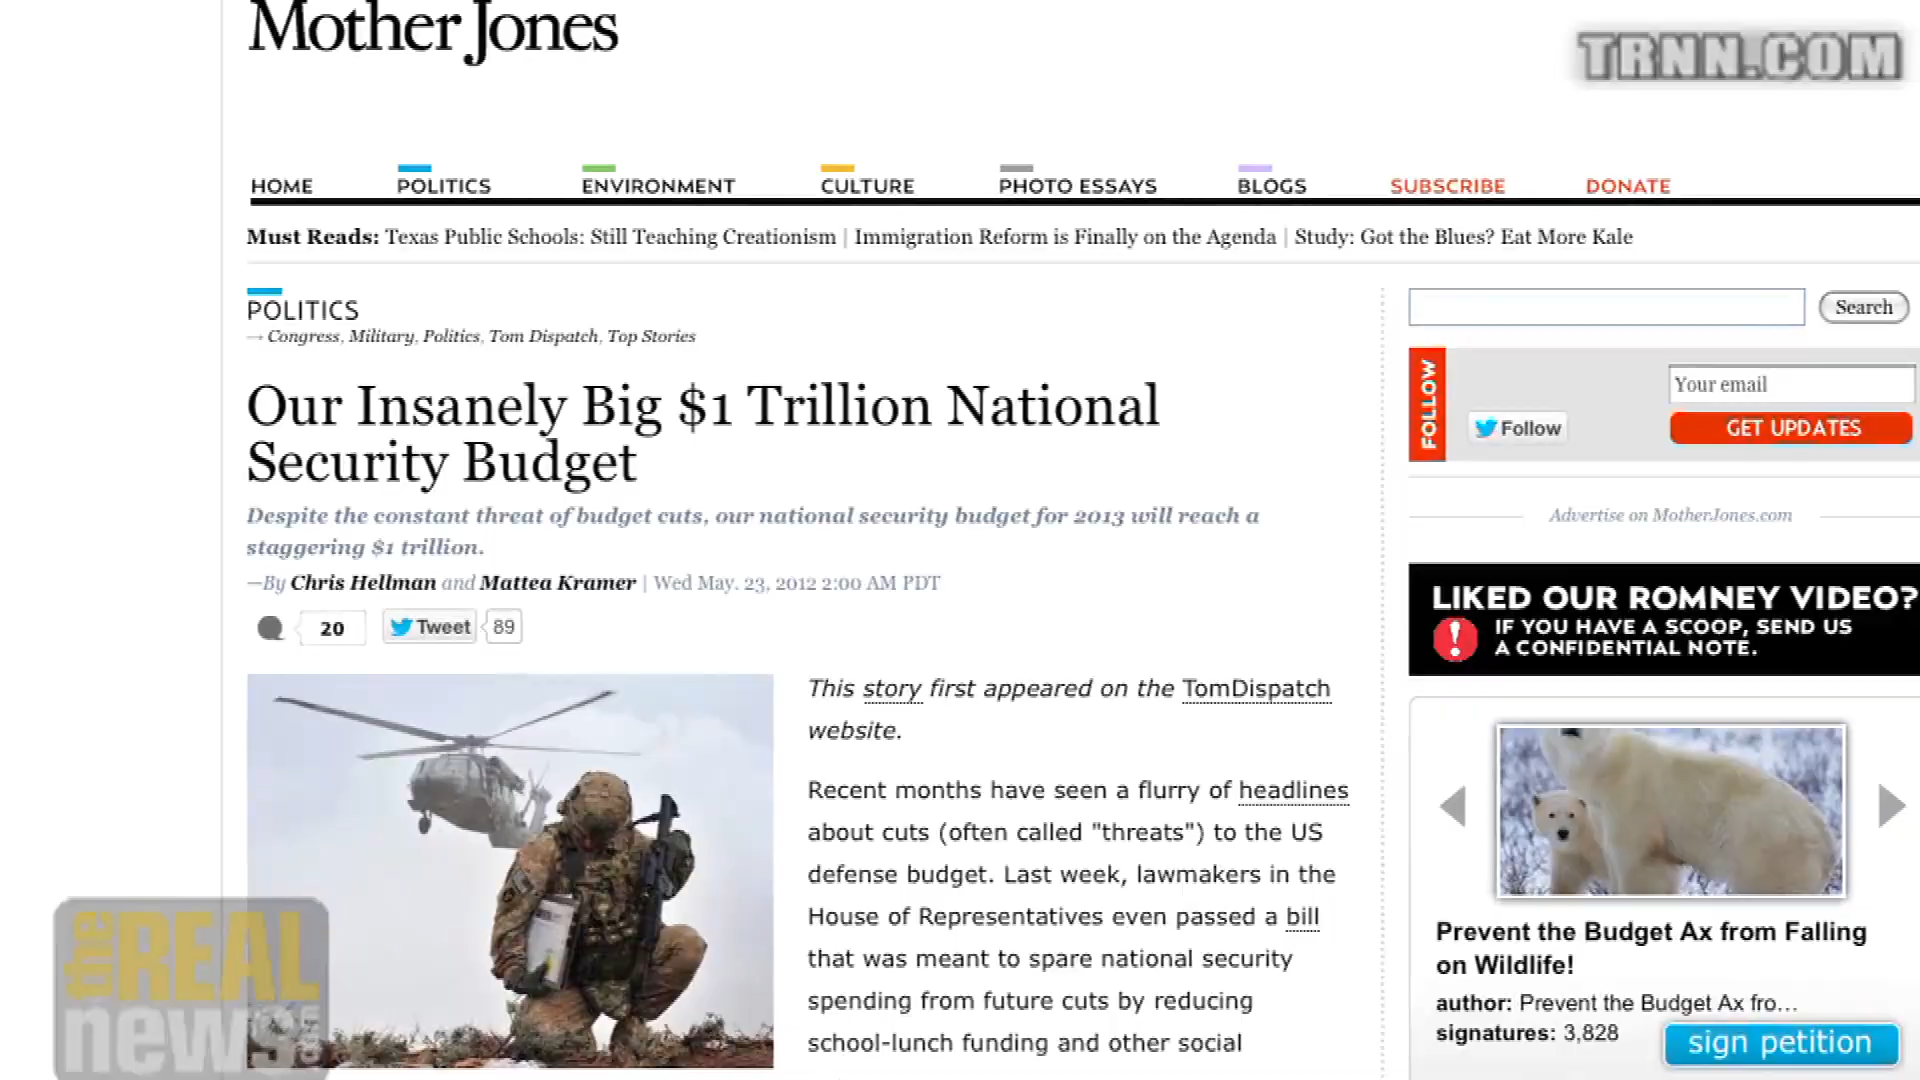 Mother Jones
TRNN.COM
HOME POLITICS ENVIRONMENT CULTURE PHOTO ESSAYS BLOGS SUBSCRIBE DONATE
Must Reads: Texas Public Schools: Still Teaching Creationism | Immigration Reform is Finally on the Agenda | Study: Got the Blues? Eat More Kale
POLITICS
→ Congress, Military, Politics, Tom Dispatch, Top Stories
Our Insanely Big $1 Trillion National
Security Budget
Despite the constant threat of budget cuts, our national security budget for 2013 will reach a
staggering $1 trillion.
—By Chris Hellman and Mattea Kramer | Wed May. 23, 2012 2:00 AM PDT
20 Tweet 89
This story first appeared on the TomDispatch
website.
Recent months have seen a flurry of headlines
about cuts (often called "threats") to the US
defense budget. Last week, lawmakers in the
House of Representatives even passed a bill
that was meant to spare national security
spending from future cuts by reducing
school-lunch funding and other social
Search
FOLLOW
Your email
Follow
GET UPDATES
Advertise on MotherJones.com
LIKED OUR ROMNEY VIDEO?
! IF YOU HAVE A SCOOP, SEND US
A CONFIDENTIAL NOTE.
Prevent the Budget Ax from Falling
on Wildlife!
author: Prevent the Budget Ax fro...
signatures: 3,828
sign petition
the REAL
news.com